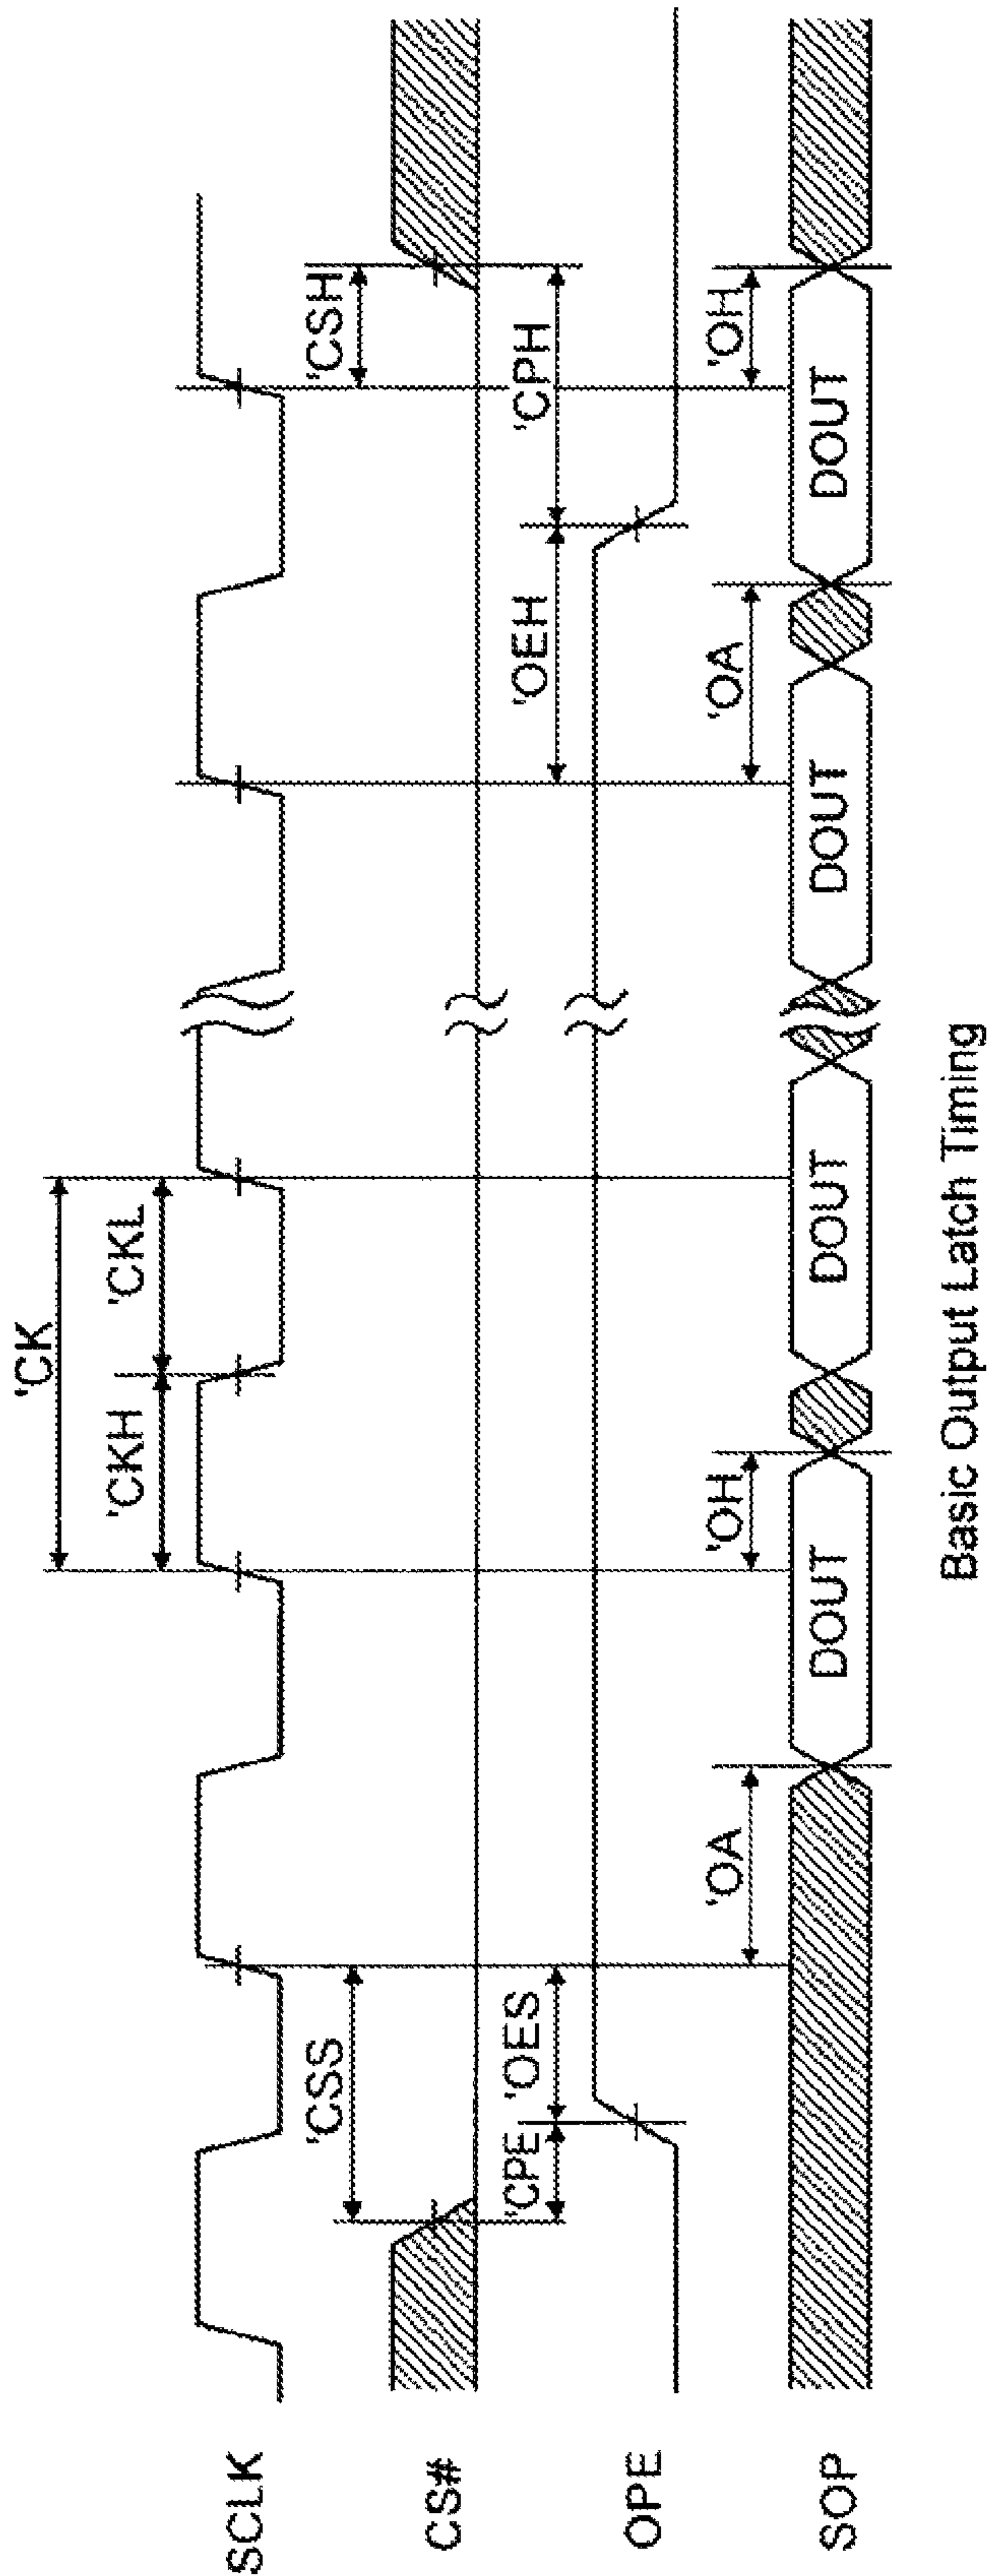 'CK
'CKH 'CKL
SCLK
'CSS 'CSH
CS#
'CPE 'OES 'OEH 'CPH
OPE
'OA 'OH 'OA 'OH
SOP DOUT DOUT DOUT DOUT
Basic Output Latch Timing